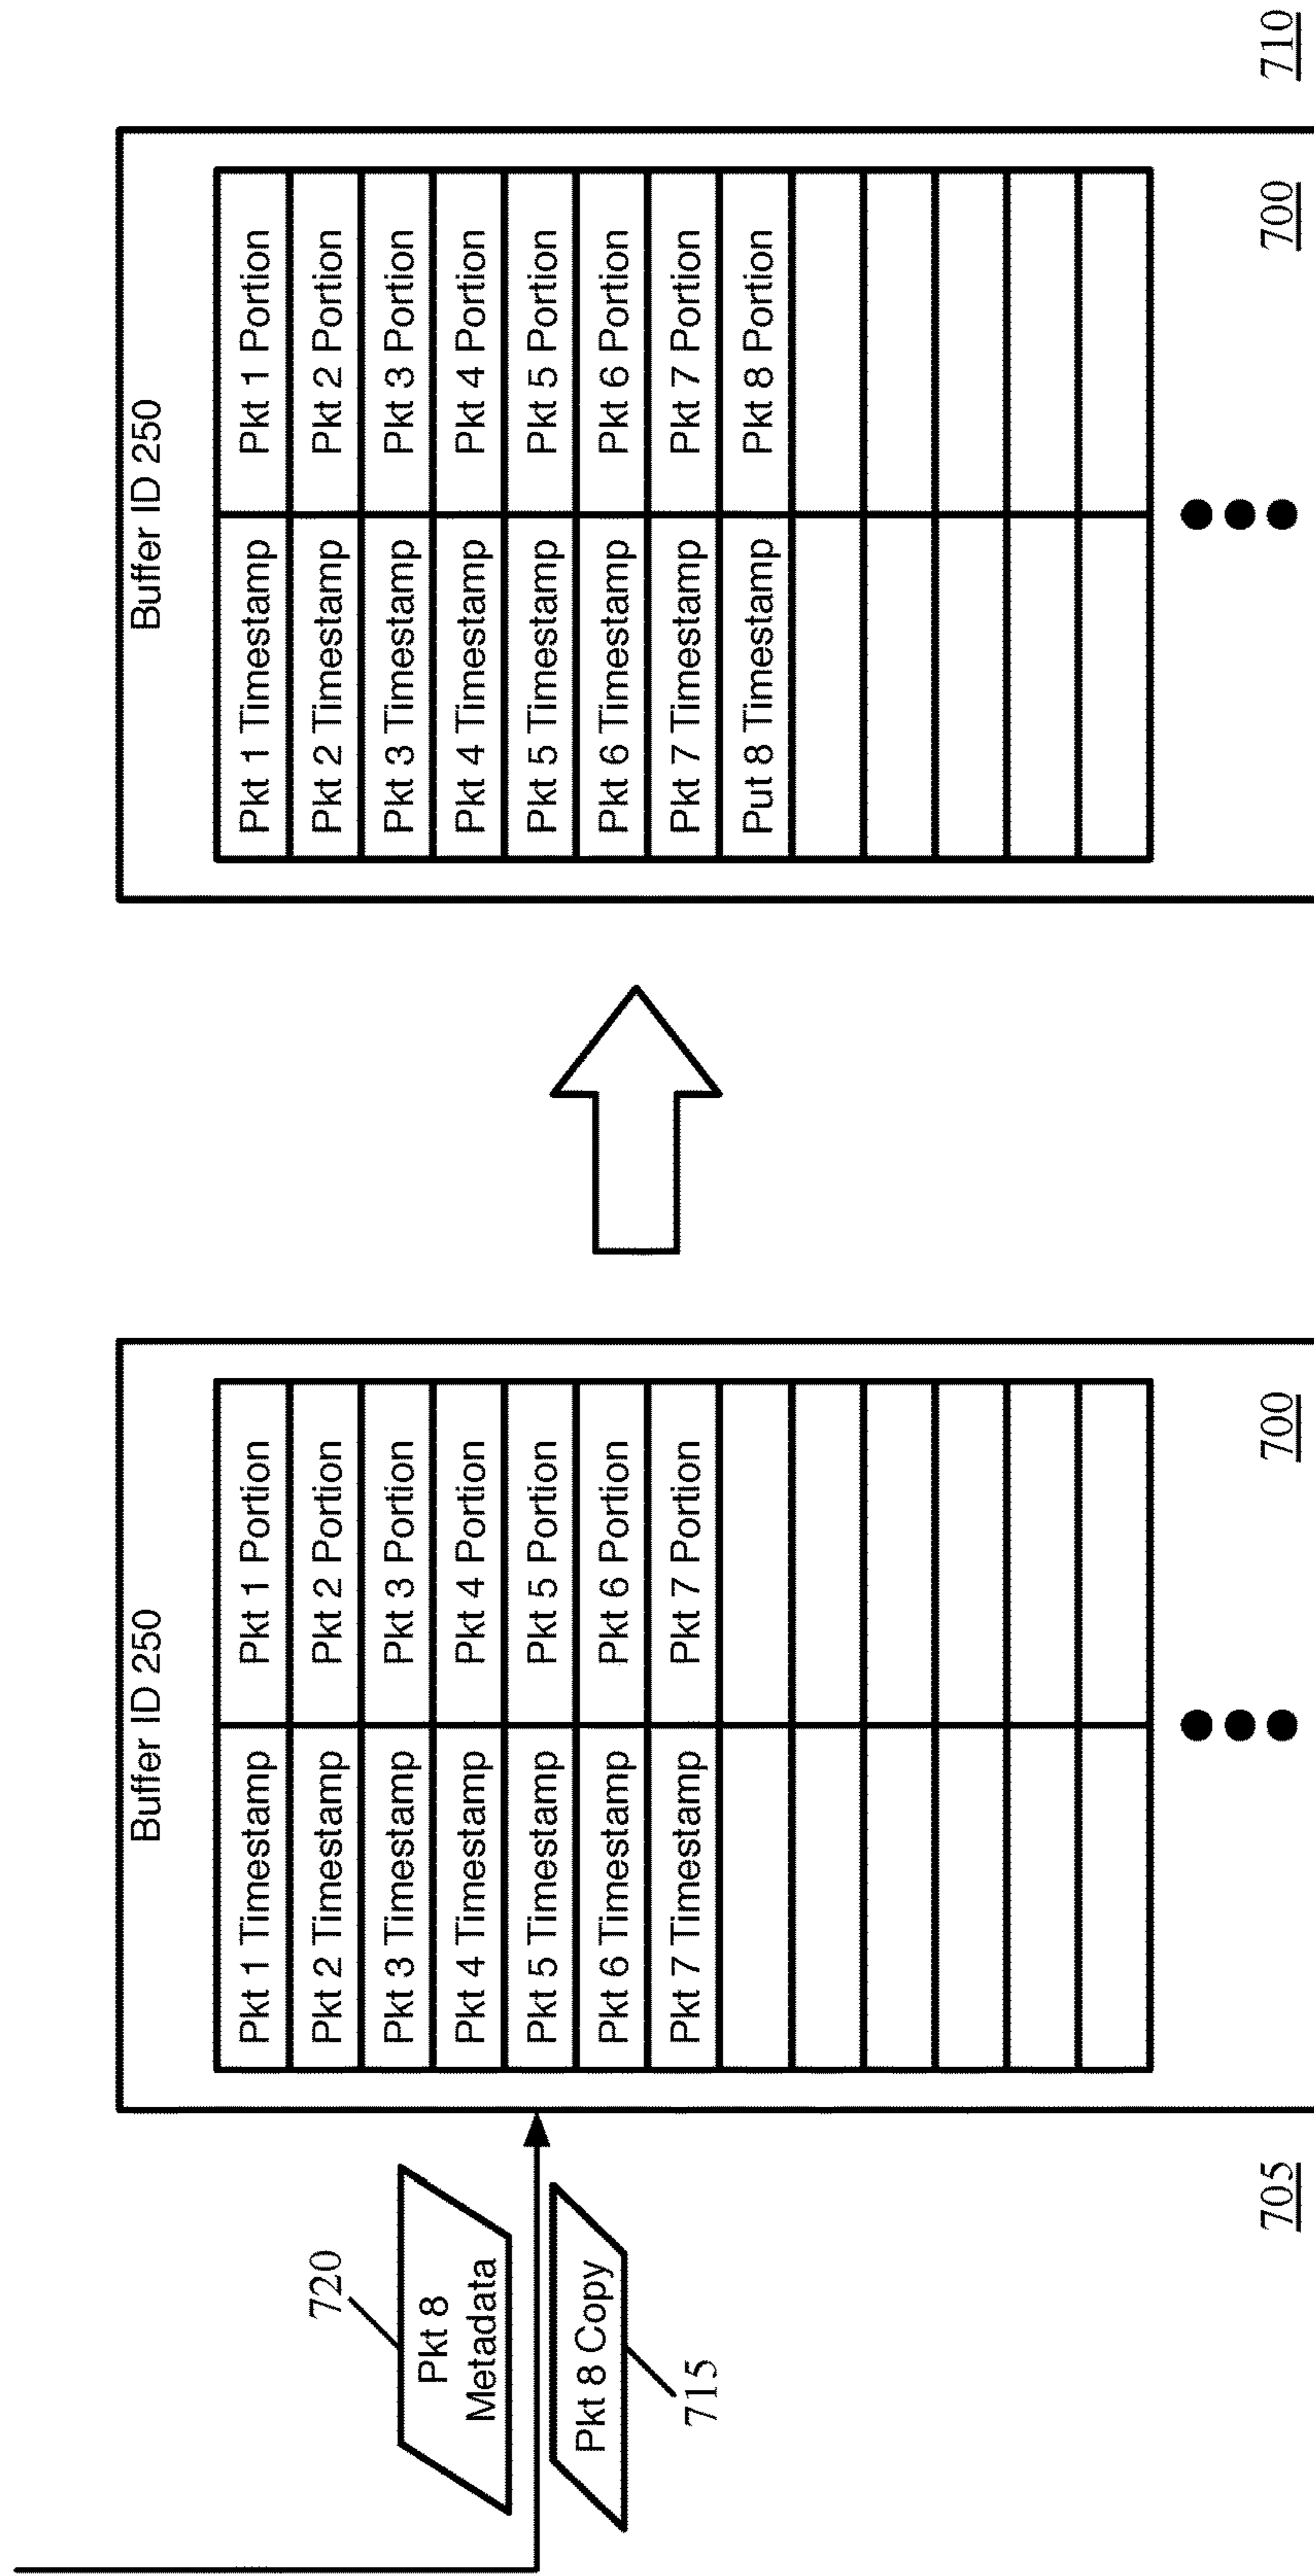 720
Pkt 8
Metadata
Pkt 8 Copy
715
705
Buffer ID 250
Pkt 1 Timestamp Pkt 1 Portion
Pkt 2 Timestamp Pkt 2 Portion
Pkt 3 Timestamp Pkt 3 Portion
Pkt 4 Timestamp Pkt 4 Portion
Pkt 5 Timestamp Pkt 5 Portion
Pkt 6 Timestamp Pkt 6 Portion
Pkt 7 Timestamp Pkt 7 Portion
700
Buffer ID 250
Pkt 1 Timestamp Pkt 1 Portion
Pkt 2 Timestamp Pkt 2 Portion
Pkt 3 Timestamp Pkt 3 Portion
Pkt 4 Timestamp Pkt 4 Portion
Pkt 5 Timestamp Pkt 5 Portion
Pkt 6 Timestamp Pkt 6 Portion
Pkt 7 Timestamp Pkt 7 Portion
Put 8 Timestamp Pkt 8 Portion
700
710